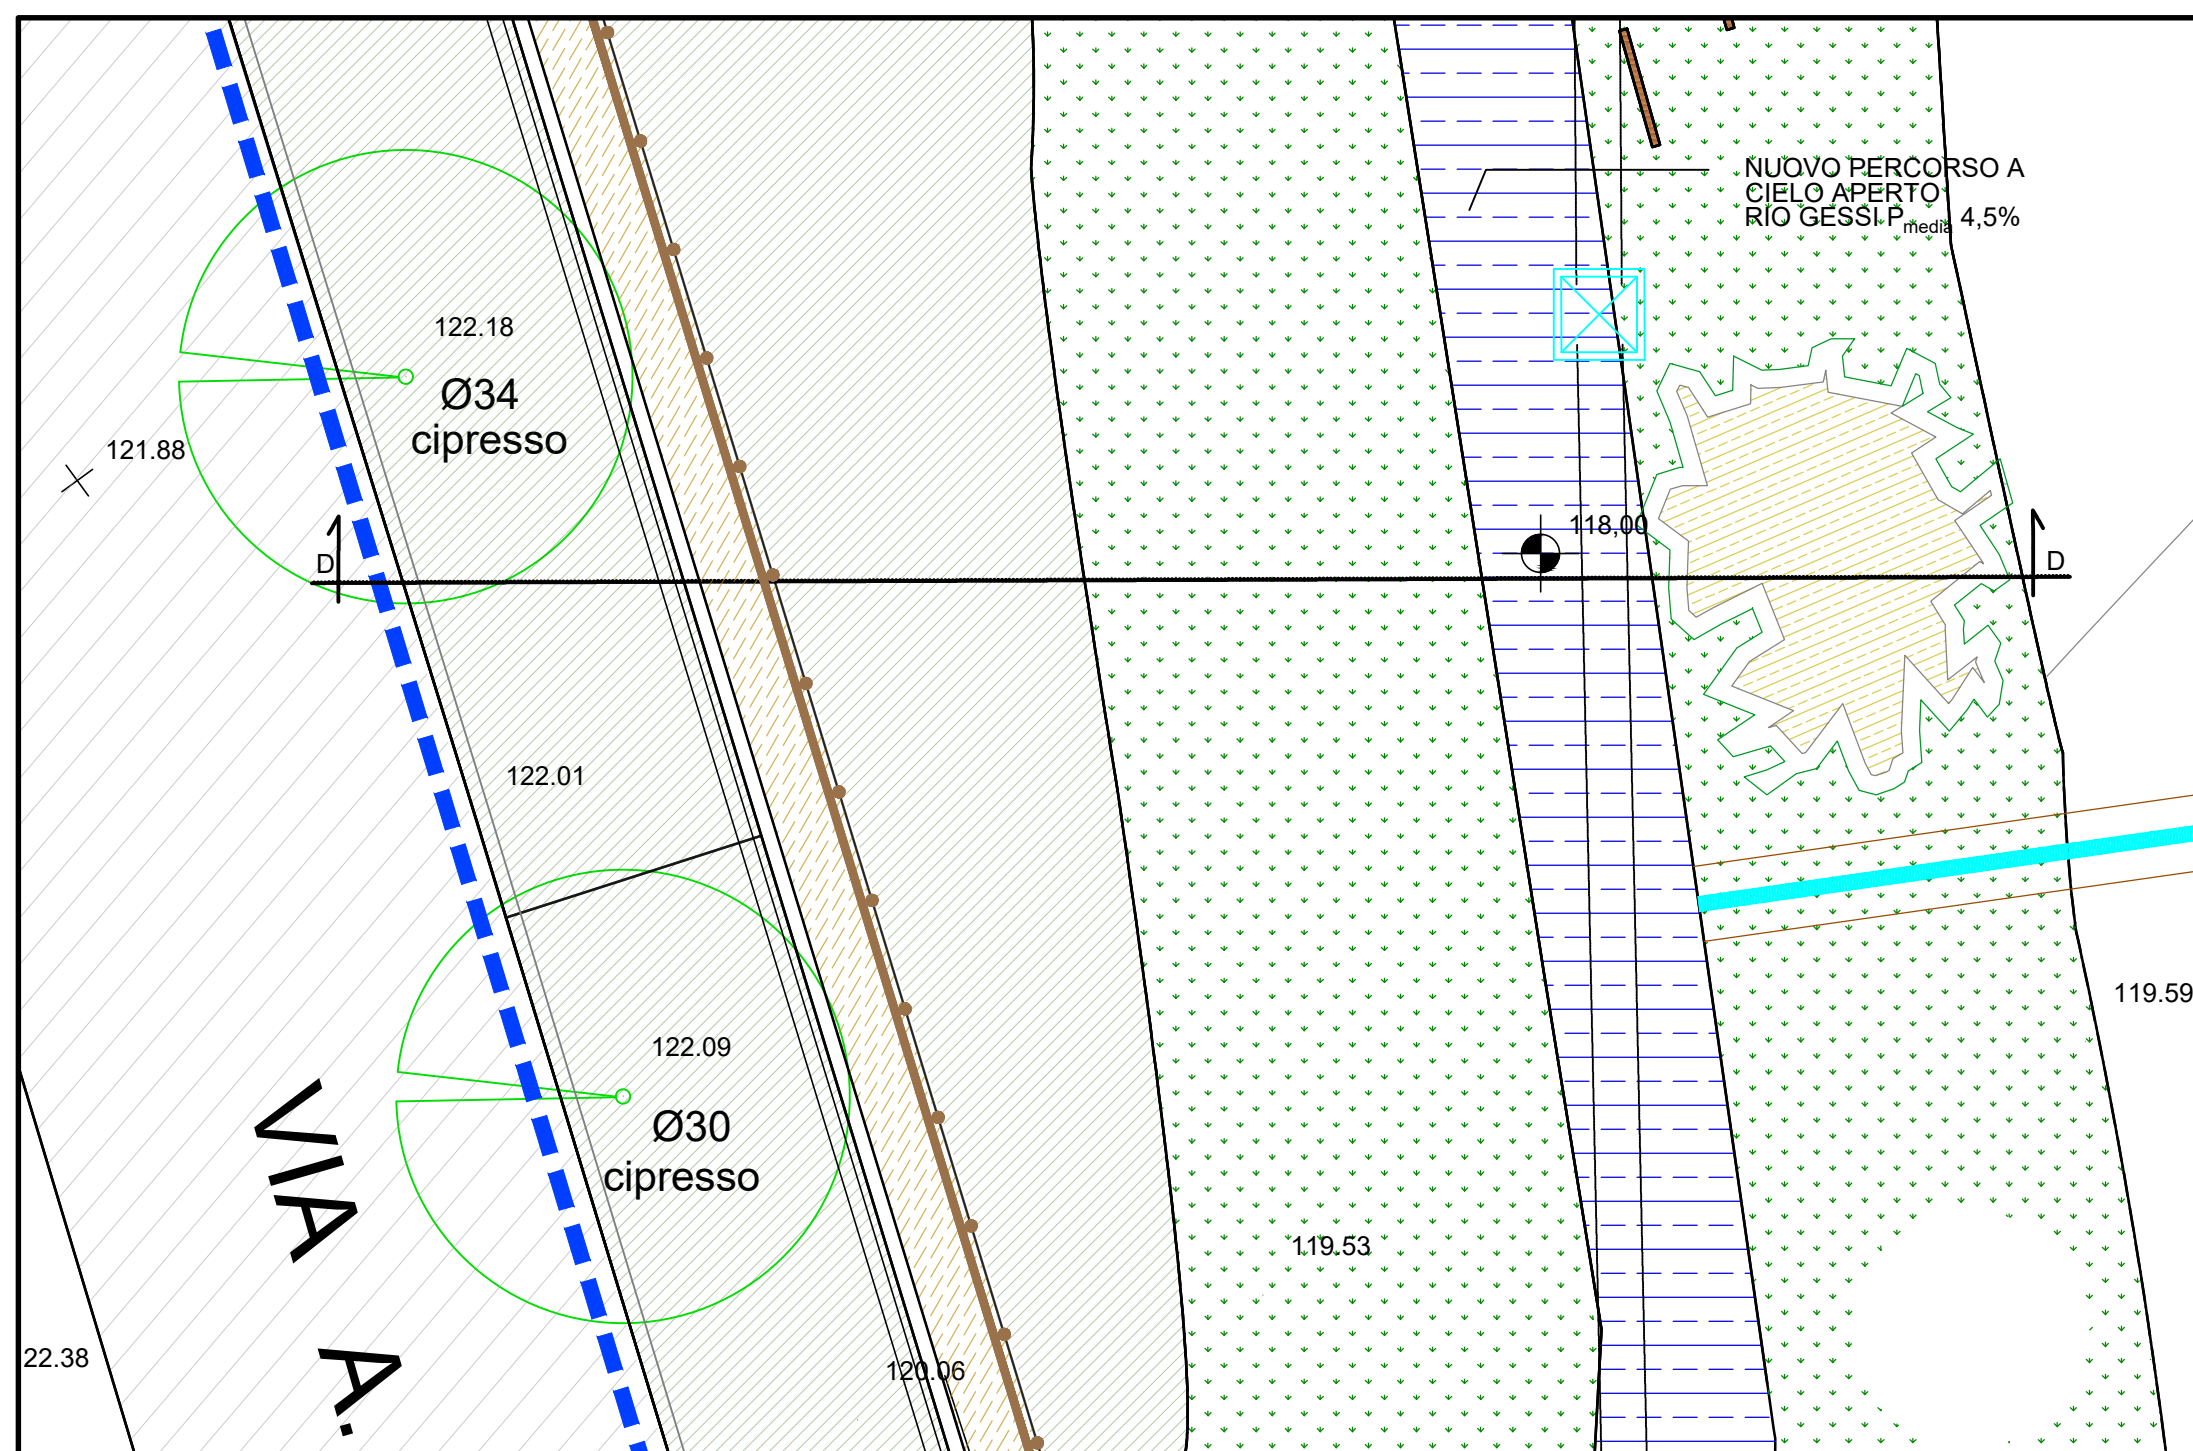 NUOVO PERCORSO A
CIELO APERTO
RIO GESSI P media 4,5%
122.18
Ø34
cipresso
121.88
118,00
D
D
122.01
119.59
122.09
Ø30
cipresso
VIA A.
119.53
22.38
120.06